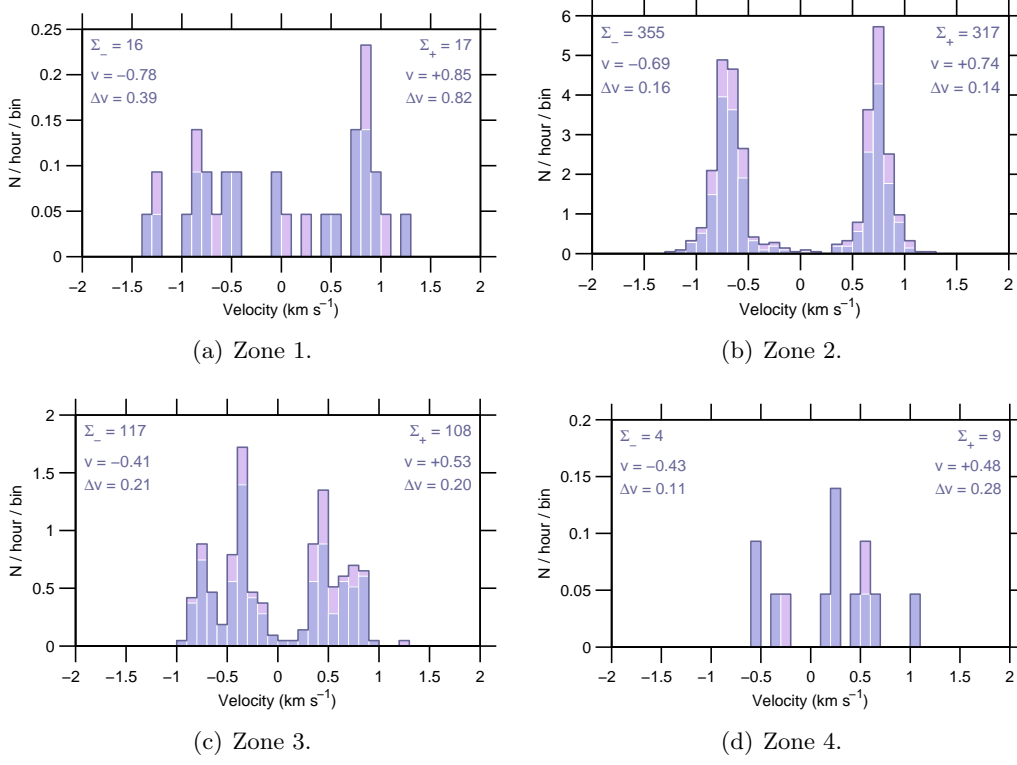 Σ− = 16
Σ+ = 17
v = −0.78
v = +0.85
Δv = 0.39
Δv = 0.82
0.25
0.2
0.15
0.1
0.05
0
N / hour / bin
−2 −1.5 −1 −0.5 0 0.5 1 1.5 2
Velocity (km s−1)
(a) Zone 1.
Σ− = 355
Σ+ = 317
v = −0.69
v = +0.74
Δv = 0.16
Δv = 0.14
6
5
4
3
2
1
0
N / hour / bin
−2 −1.5 −1 −0.5 0 0.5 1 1.5 2
Velocity (km s−1)
(b) Zone 2.
Σ− = 117
Σ+ = 108
v = −0.41
v = +0.53
Δv = 0.21
Δv = 0.20
2
1.5
1
0.5
0
N / hour / bin
−2 −1.5 −1 −0.5 0 0.5 1 1.5 2
Velocity (km s−1)
(c) Zone 3.
Σ− = 4
Σ+ = 9
v = −0.43
v = +0.48
Δv = 0.11
Δv = 0.28
0.2
0.15
0.1
0.05
0
N / hour / bin
−2 −1.5 −1 −0.5 0 0.5 1 1.5 2
Velocity (km s−1)
(d) Zone 4.